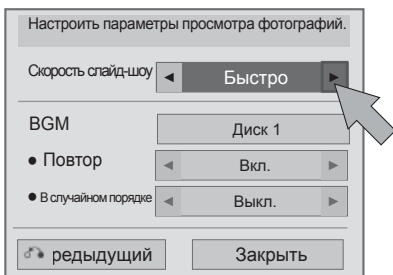 Настроить параметры просмотра фотографий.
Скорость слайд-шоу ◄ Быстро ►
BGM Диск 1
• Повтор ◄ Вкл. ►
• В случайном порядке ◄ Выкл. ►
редыдущий Закрыть